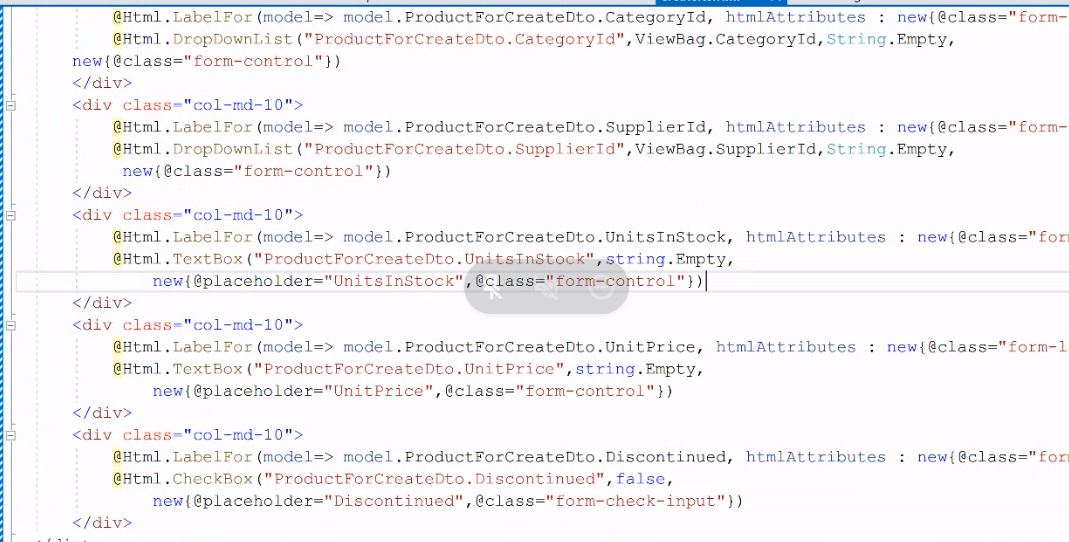 @Html.LabelFor(model=> model.ProductForCreateDto.CategoryId, htmlAttributes : new{@class="form-
@Html.DropDownList("ProductForCreateDto.CategoryId",ViewBag.CategoryId,String.Empty,
new{@class="form-control"})
</div>
<div class="col-md-10">
@Html.LabelFor(model=> model.ProductForCreateDto.SupplierId, htmlAttributes : new{@class="form-
@Html.DropDownList("ProductForCreateDto.SupplierId",ViewBag.SupplierId,String.Empty,
new{@class="form-control"})
</div>
<div class="col-md-10">
@Html.LabelFor(model=> model.ProductForCreateDto.UnitsInStock, htmlAttributes : new{@class="for
@Html.TextBox("ProductForCreateDto.UnitsInStock",string.Empty,
new{@placeholder="UnitsInStock",@class="form-control"})
</div>
<div class="col-md-10">
@Html.LabelFor(model=> model.ProductForCreateDto.UnitPrice, htmlAttributes : new{@class="form-l
@Html.TextBox("ProductForCreateDto.UnitPrice",string.Empty,
new{@placeholder="UnitPrice",@class="form-control"})
</div>
<div class="col-md-10">
@Html.LabelFor(model=> model.ProductForCreateDto.Discontinued, htmlAttributes : new{@class="for
@Html.CheckBox("ProductForCreateDto.Discontinued",false,
new{@placeholder="Discontinued",@class="form-check-input"})
</div>